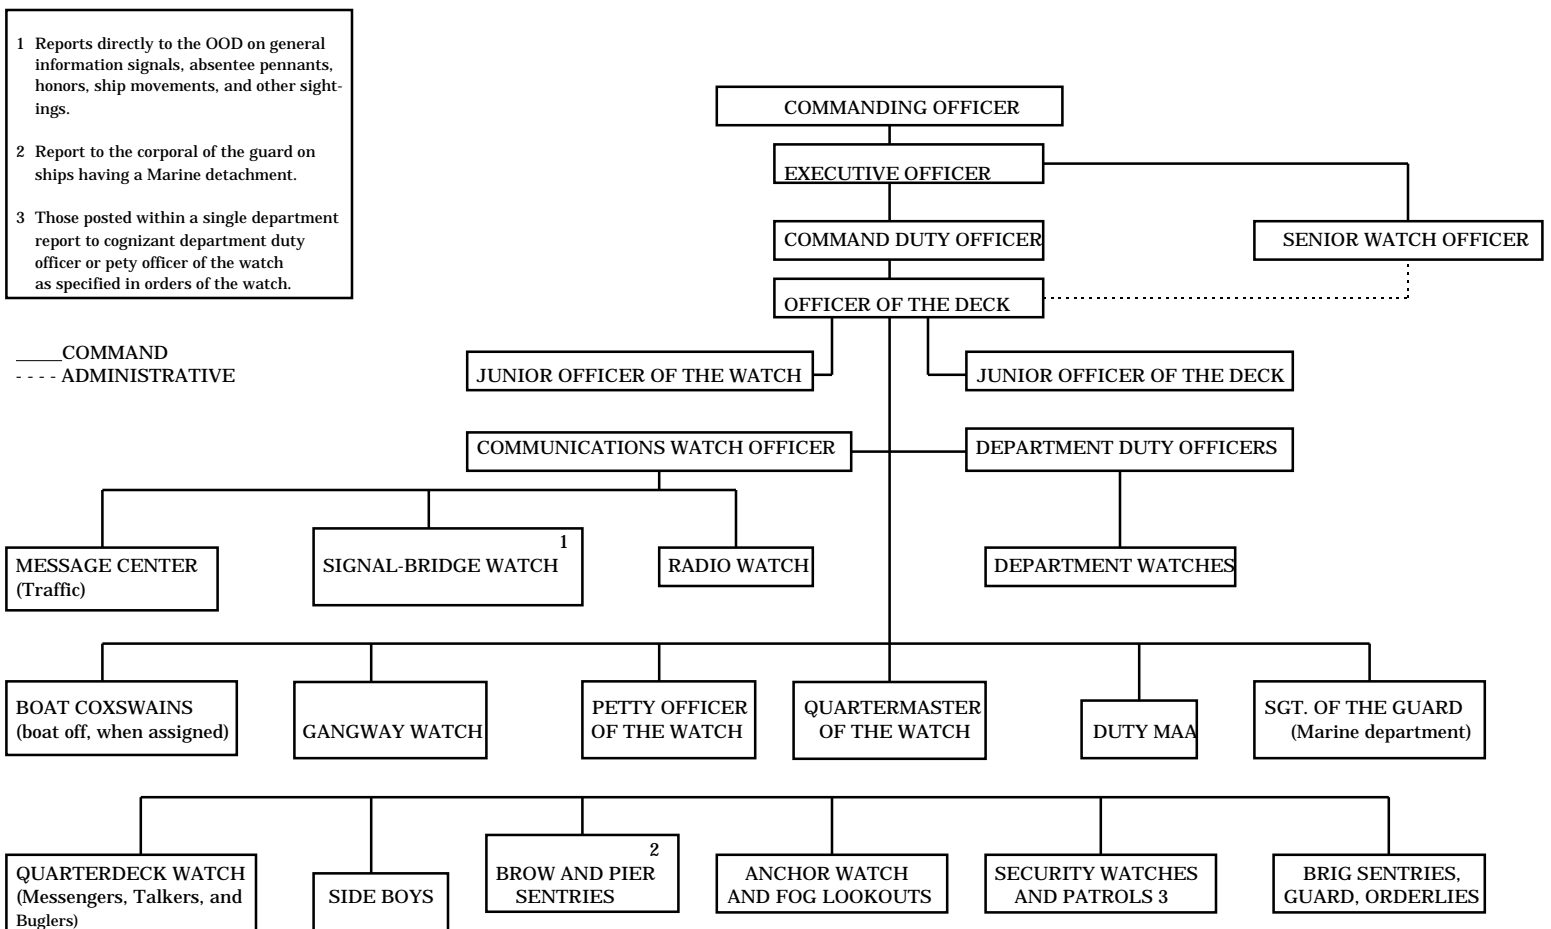 1 Reports directly to the OOD on general
information signals, absentee pennants,
honors, ship movements, and other sight-
ings.
2 Report to the corporal of the guard on
ships having a Marine detachment.
3 Those posted within a single department
report to cognizant department duty
officer or pety officer of the watch
as specified in orders of the watch.
____COMMAND
- - - - ADMINISTRATIVE
COMMANDING OFFICER
EXECUTIVE OFFICER
COMMAND DUTY OFFICER
SENIOR WATCH OFFICER
OFFICER OF THE DECK
JUNIOR OFFICER OF THE WATCH
JUNIOR OFFICER OF THE DECK
COMMUNICATIONS WATCH OFFICER
DEPARTMENT DUTY OFFICERS
MESSAGE CENTER
(Traffic)
1
SIGNAL-BRIDGE WATCH
RADIO WATCH
DEPARTMENT WATCHES
BOAT COXSWAINS
(boat off, when assigned)
GANGWAY WATCH
PETTY OFFICER
OF THE WATCH
QUARTERMASTER
OF THE WATCH
DUTY MAA
SGT. OF THE GUARD
(Marine department)
QUARTERDECK WATCH
(Messengers, Talkers, and
Buglers)
SIDE BOYS
2
BROW AND PIER
SENTRIES
ANCHOR WATCH
AND FOG LOOKOUTS
SECURITY WATCHES
AND PATROLS 3
BRIG SENTRIES,
GUARD, ORDERLIES